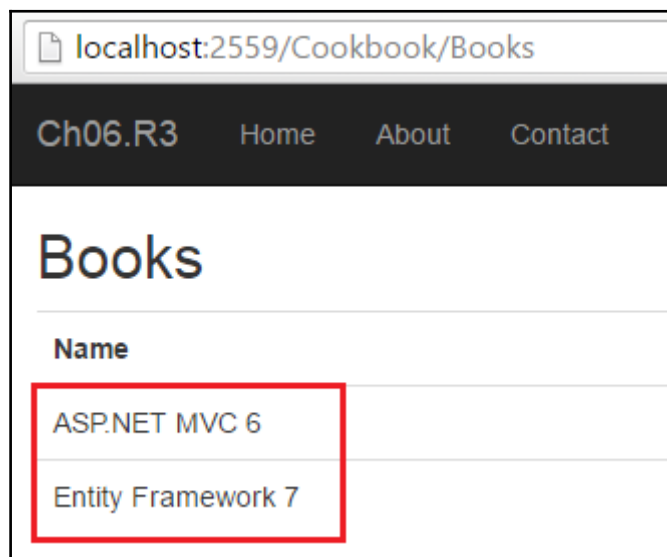 localhost:2559/Cookbook/Books
Ch06.R3 Home About Contact
Books
Name
ASP.NET MVC 6
Entity Framework 7